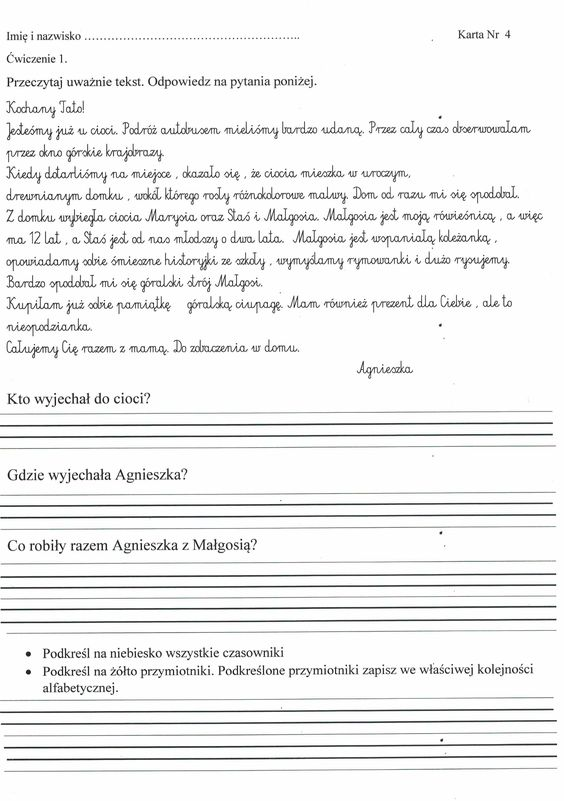 Imię i nazwisko ……………………………………………….. Karta Nr 4
Ćwiczenie 1.
Przeczytaj uważnie tekst. Odpowiedz na pytania poniżej.
Kochany Tato!
Jesteśmy już u cioci. Podróż autobusem mieliśmy bardzo udaną. Przez cały czas obserwowałam
przez okno górskie krajobrazy.
Kiedy dotarliśmy na miejsce , okazało się , że ciocia mieszka w uroczym,
drewnianym domku , wokół którego rosły różnokolorowe malwy. Dom od razu mi się spodobał.
Z domku wybiegła ciocia Marysia oraz Staś i Małgosia. Małgosia jest moją rówieśnicą , a więc
ma 12 lat , a Staś jest od nas młodszy o dwa lata. Małgosia jest wspaniałą koleżanką ,
opowiadamy sobie śmieszne historyjki ze szkoły , wymyślamy rymowanki i dużo rysujemy.
Bardzo spodobał mi się góralski strój Małgosi.
Kupiłam już sobie pamiątkę góralską ciupagę. Mam również prezent dla Ciebie , ale to
niespodzianka.
Całujemy Cię razem z mamą. Do zobaczenia w domu.
Agnieszka
Kto wyjechał do cioci?
Gdzie wyjechała Agnieszka?
Co robiły razem Agnieszka z Małgosią?
• Podkreśl na niebiesko wszystkie czasowniki
• Podkreśl na żółto przymiotniki. Podkreślone przymiotniki zapisz we właściwej kolejności
alfabetycznej.